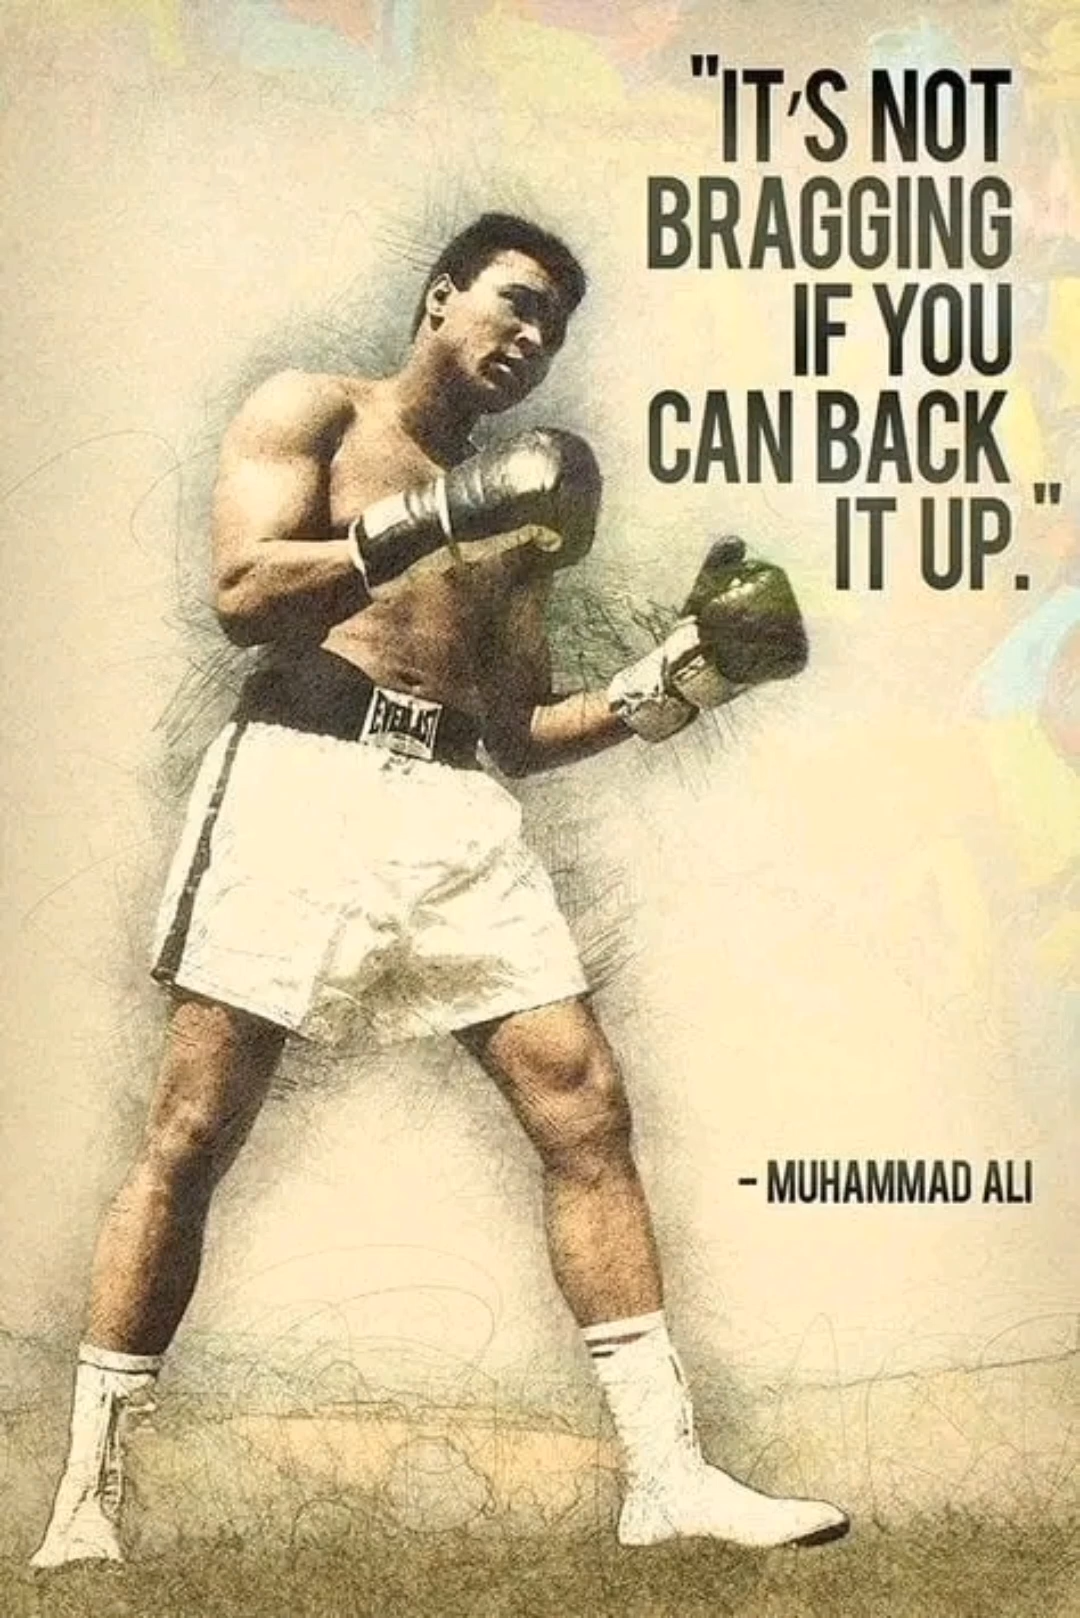 "IT'S NOT
BRAGGING
IF YOU
CAN BACK
IT UP."
EVERLAST
- MUHAMMAD ALI